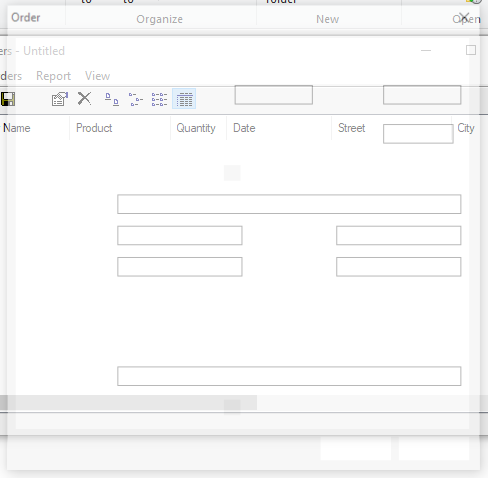 to to folder
Order Organize New Open
ers - Untitled
ders Report View
Name Product Quantity Date Street City